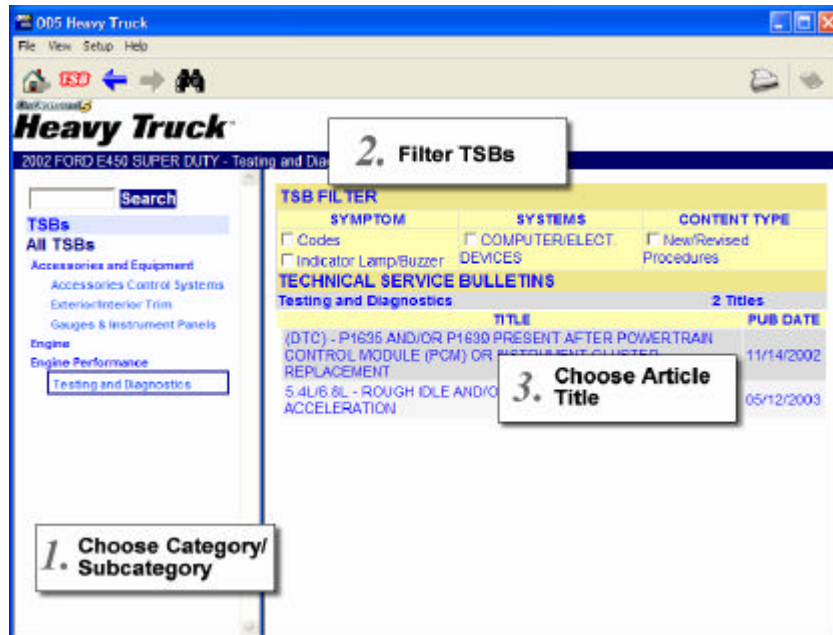 OD5 Heavy Truck
File View Setup Help
TSB
Heavy Truck
2002 FORD E450 SUPER DUTY - Testing and Dia
2. Filter TSBs
Search
TSBs
All TSBs
Accessories and Equipment
Accessories Control Systems
Exterior/Interior Trim
Gauges & Instrument Panels
Engine
Engine Performance
Testing and Diagnostics
TSB FILTER
SYMPTOM SYSTEMS CONTENT TYPE
Codes COMPUTER/ELECT. New/Revised
Indicator Lamp/Buzzer DEVICES Procedures
TECHNICAL SERVICE BULLETINS
Testing and Diagnostics 2 Titles
TITLE PUB DATE
(DTC) - P1635 AND/OR P1639 PRESENT AFTER POWERTRAIN
CONTROL MODULE (PCM) OR INSTRUMENT CLUSTER 11/14/2002
REPLACEMENT
5.4L/6.8L - ROUGH IDLE AND/O
ACCELERATION 05/12/2003
3. Choose Article
Title
1. Choose Category/
Subcategory